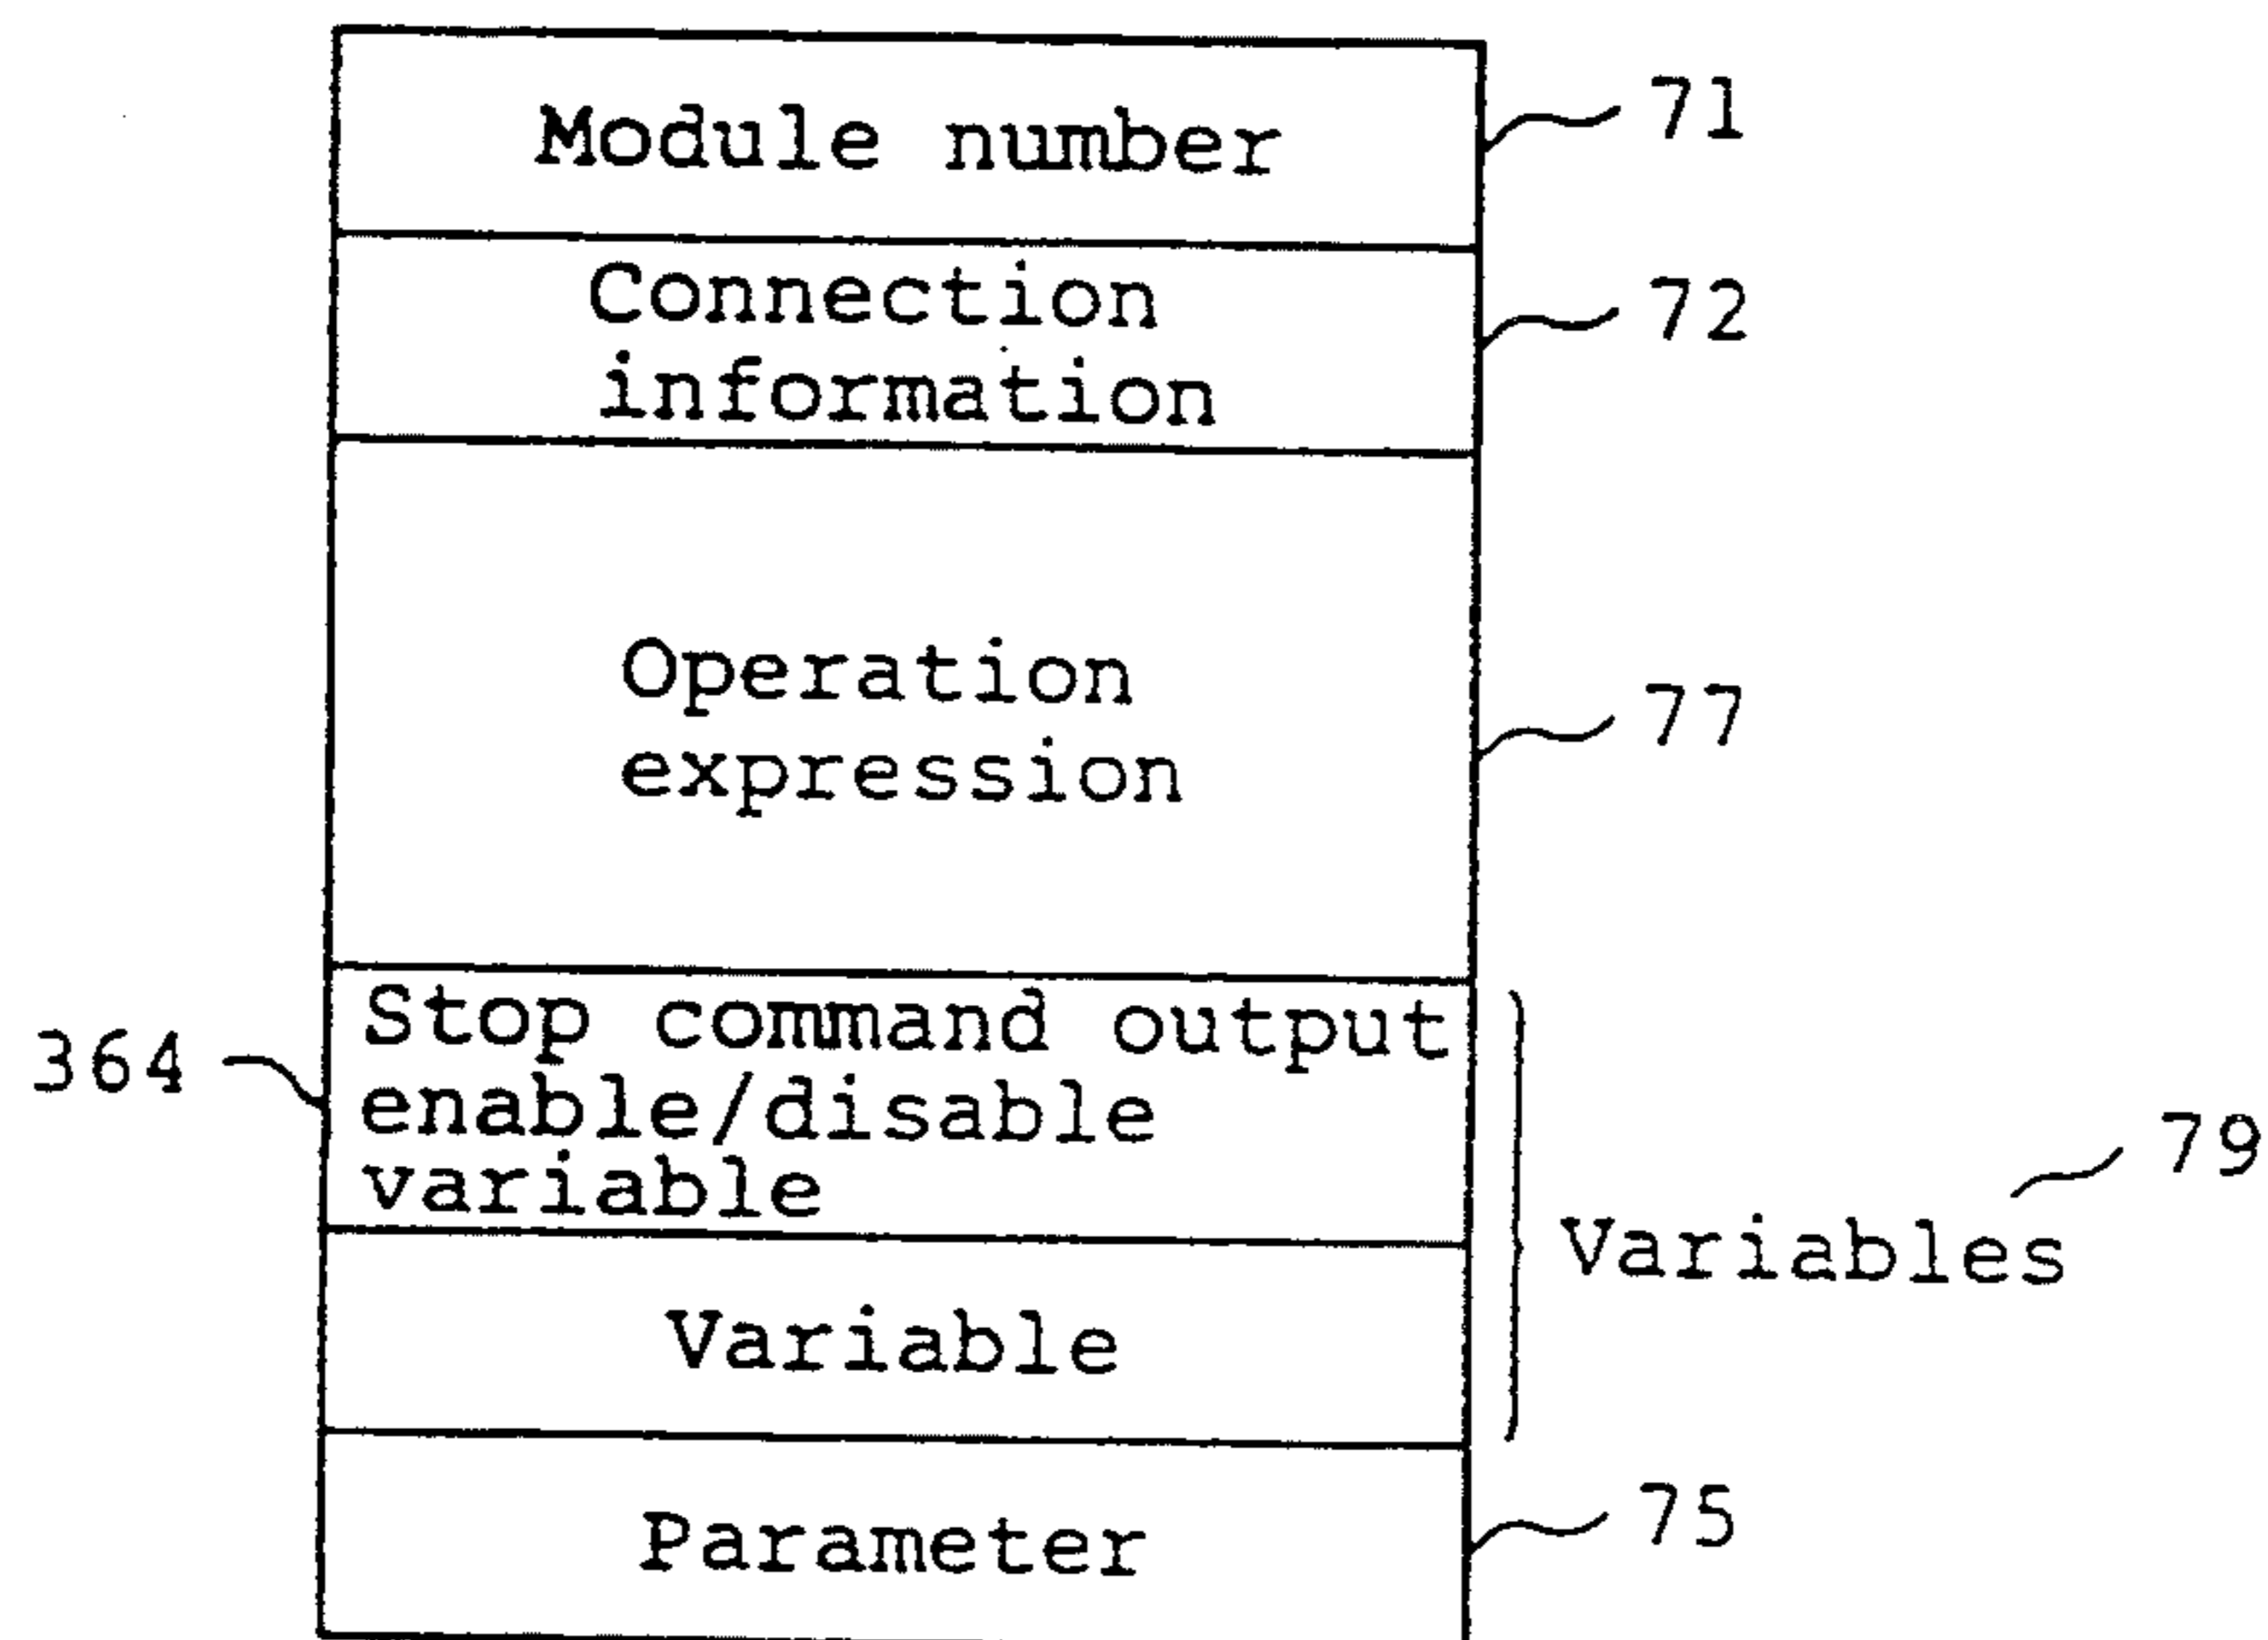 Module number
71
Connection
information
72
Operation
expression
77
364
Stop command output
enable/disable
variable
Variable
Variables
79
Parameter
75